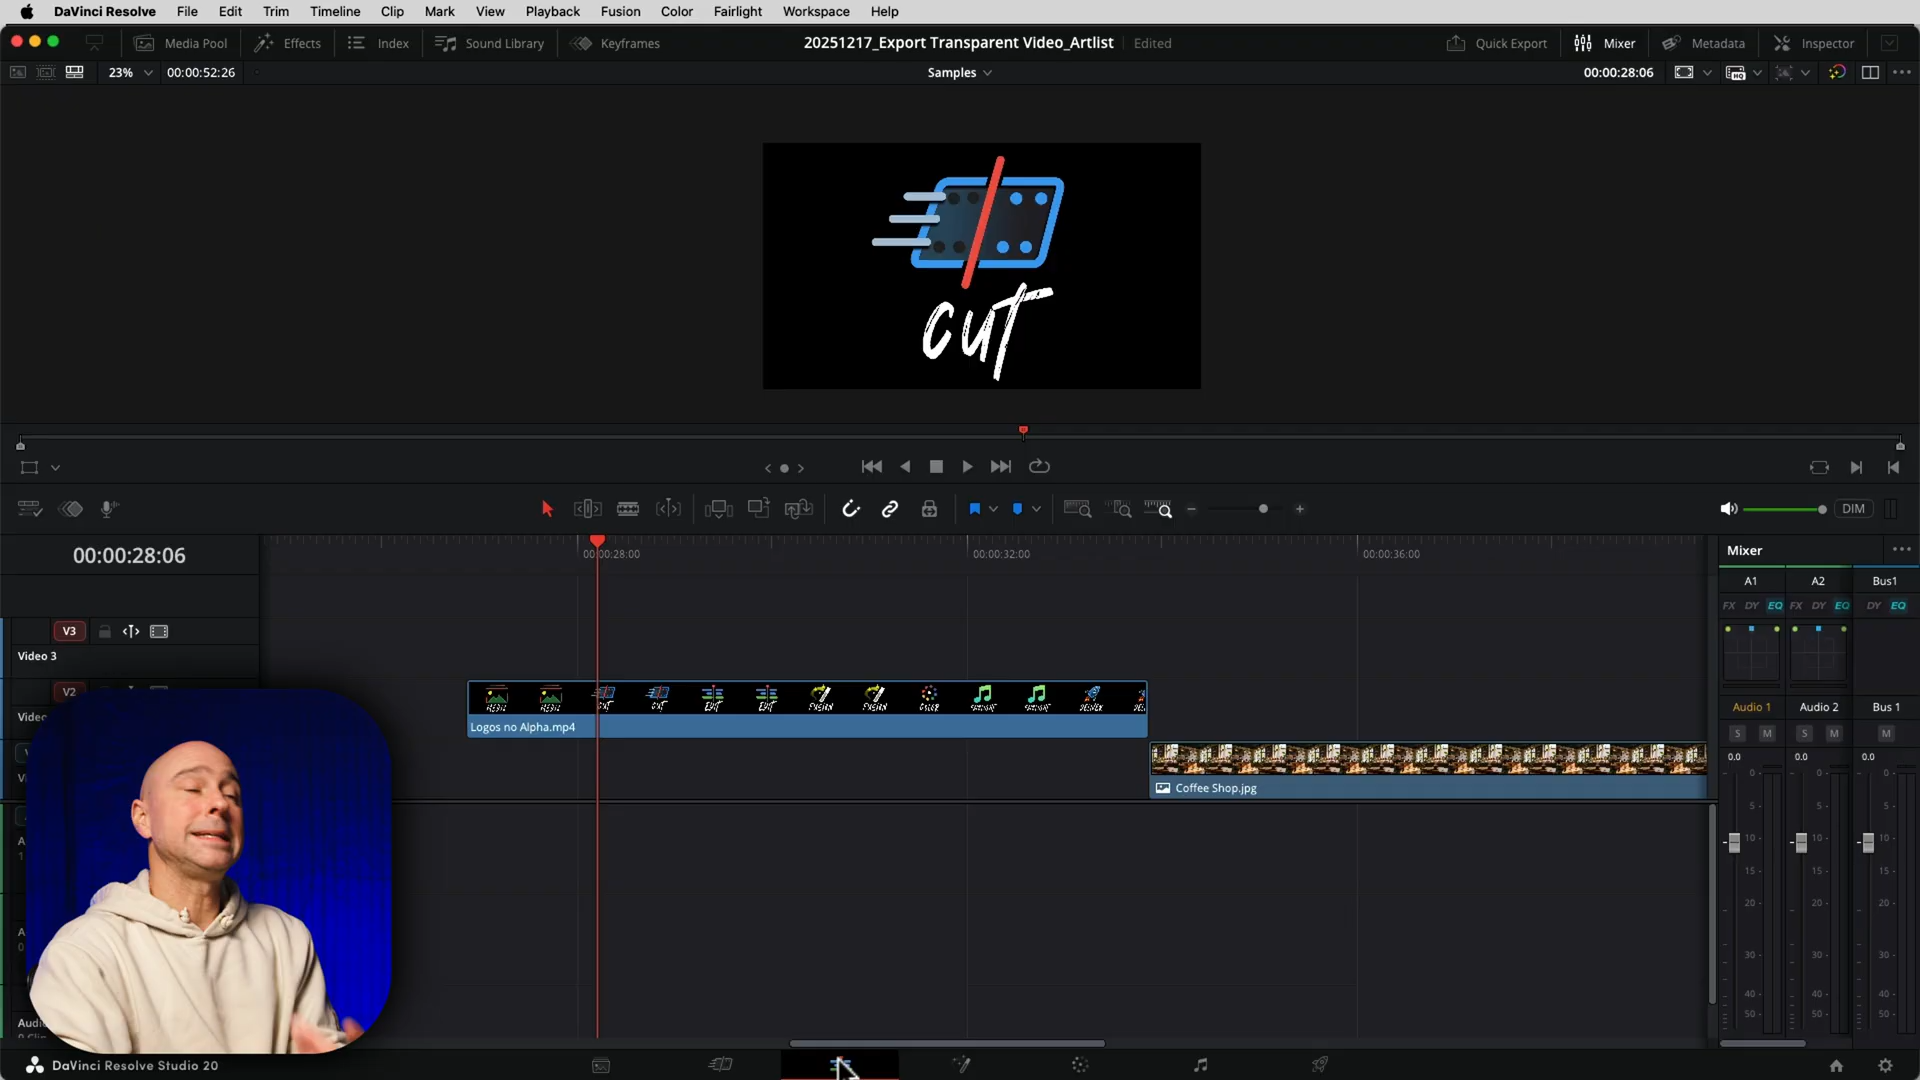 DaVinci Resolve File Edit Trim Timeline Clip Mark View Playback Fusion Color Fairlight Workspace Help
Media Pool Effects Index Sound Library Keyframes 20251217_Export Transparent Video_Artlist Edited Quick Export Mixer Metadata Inspector
23% 00:00:52:26 Samples 00:00:28:06
cut
DIM
00:00:28:06 00:00:28:00 00:00:32:00 00:00:36:00 Mixer
A1 A2 Bus1
FX DY EQ FX DY EQ DY EQ
V3
Video 3
V2
Audio 1 Audio 2 Bus 1
Logos no Alpha.mp4
S M S M M
0.0 0.0 0.0
Coffee Shop.jpg
0 0 0
5 5 5
10 10 10
15 15 15
20 20 20
30 30 30
40 40 40
50 50 50
DaVinci Resolve Studio 20